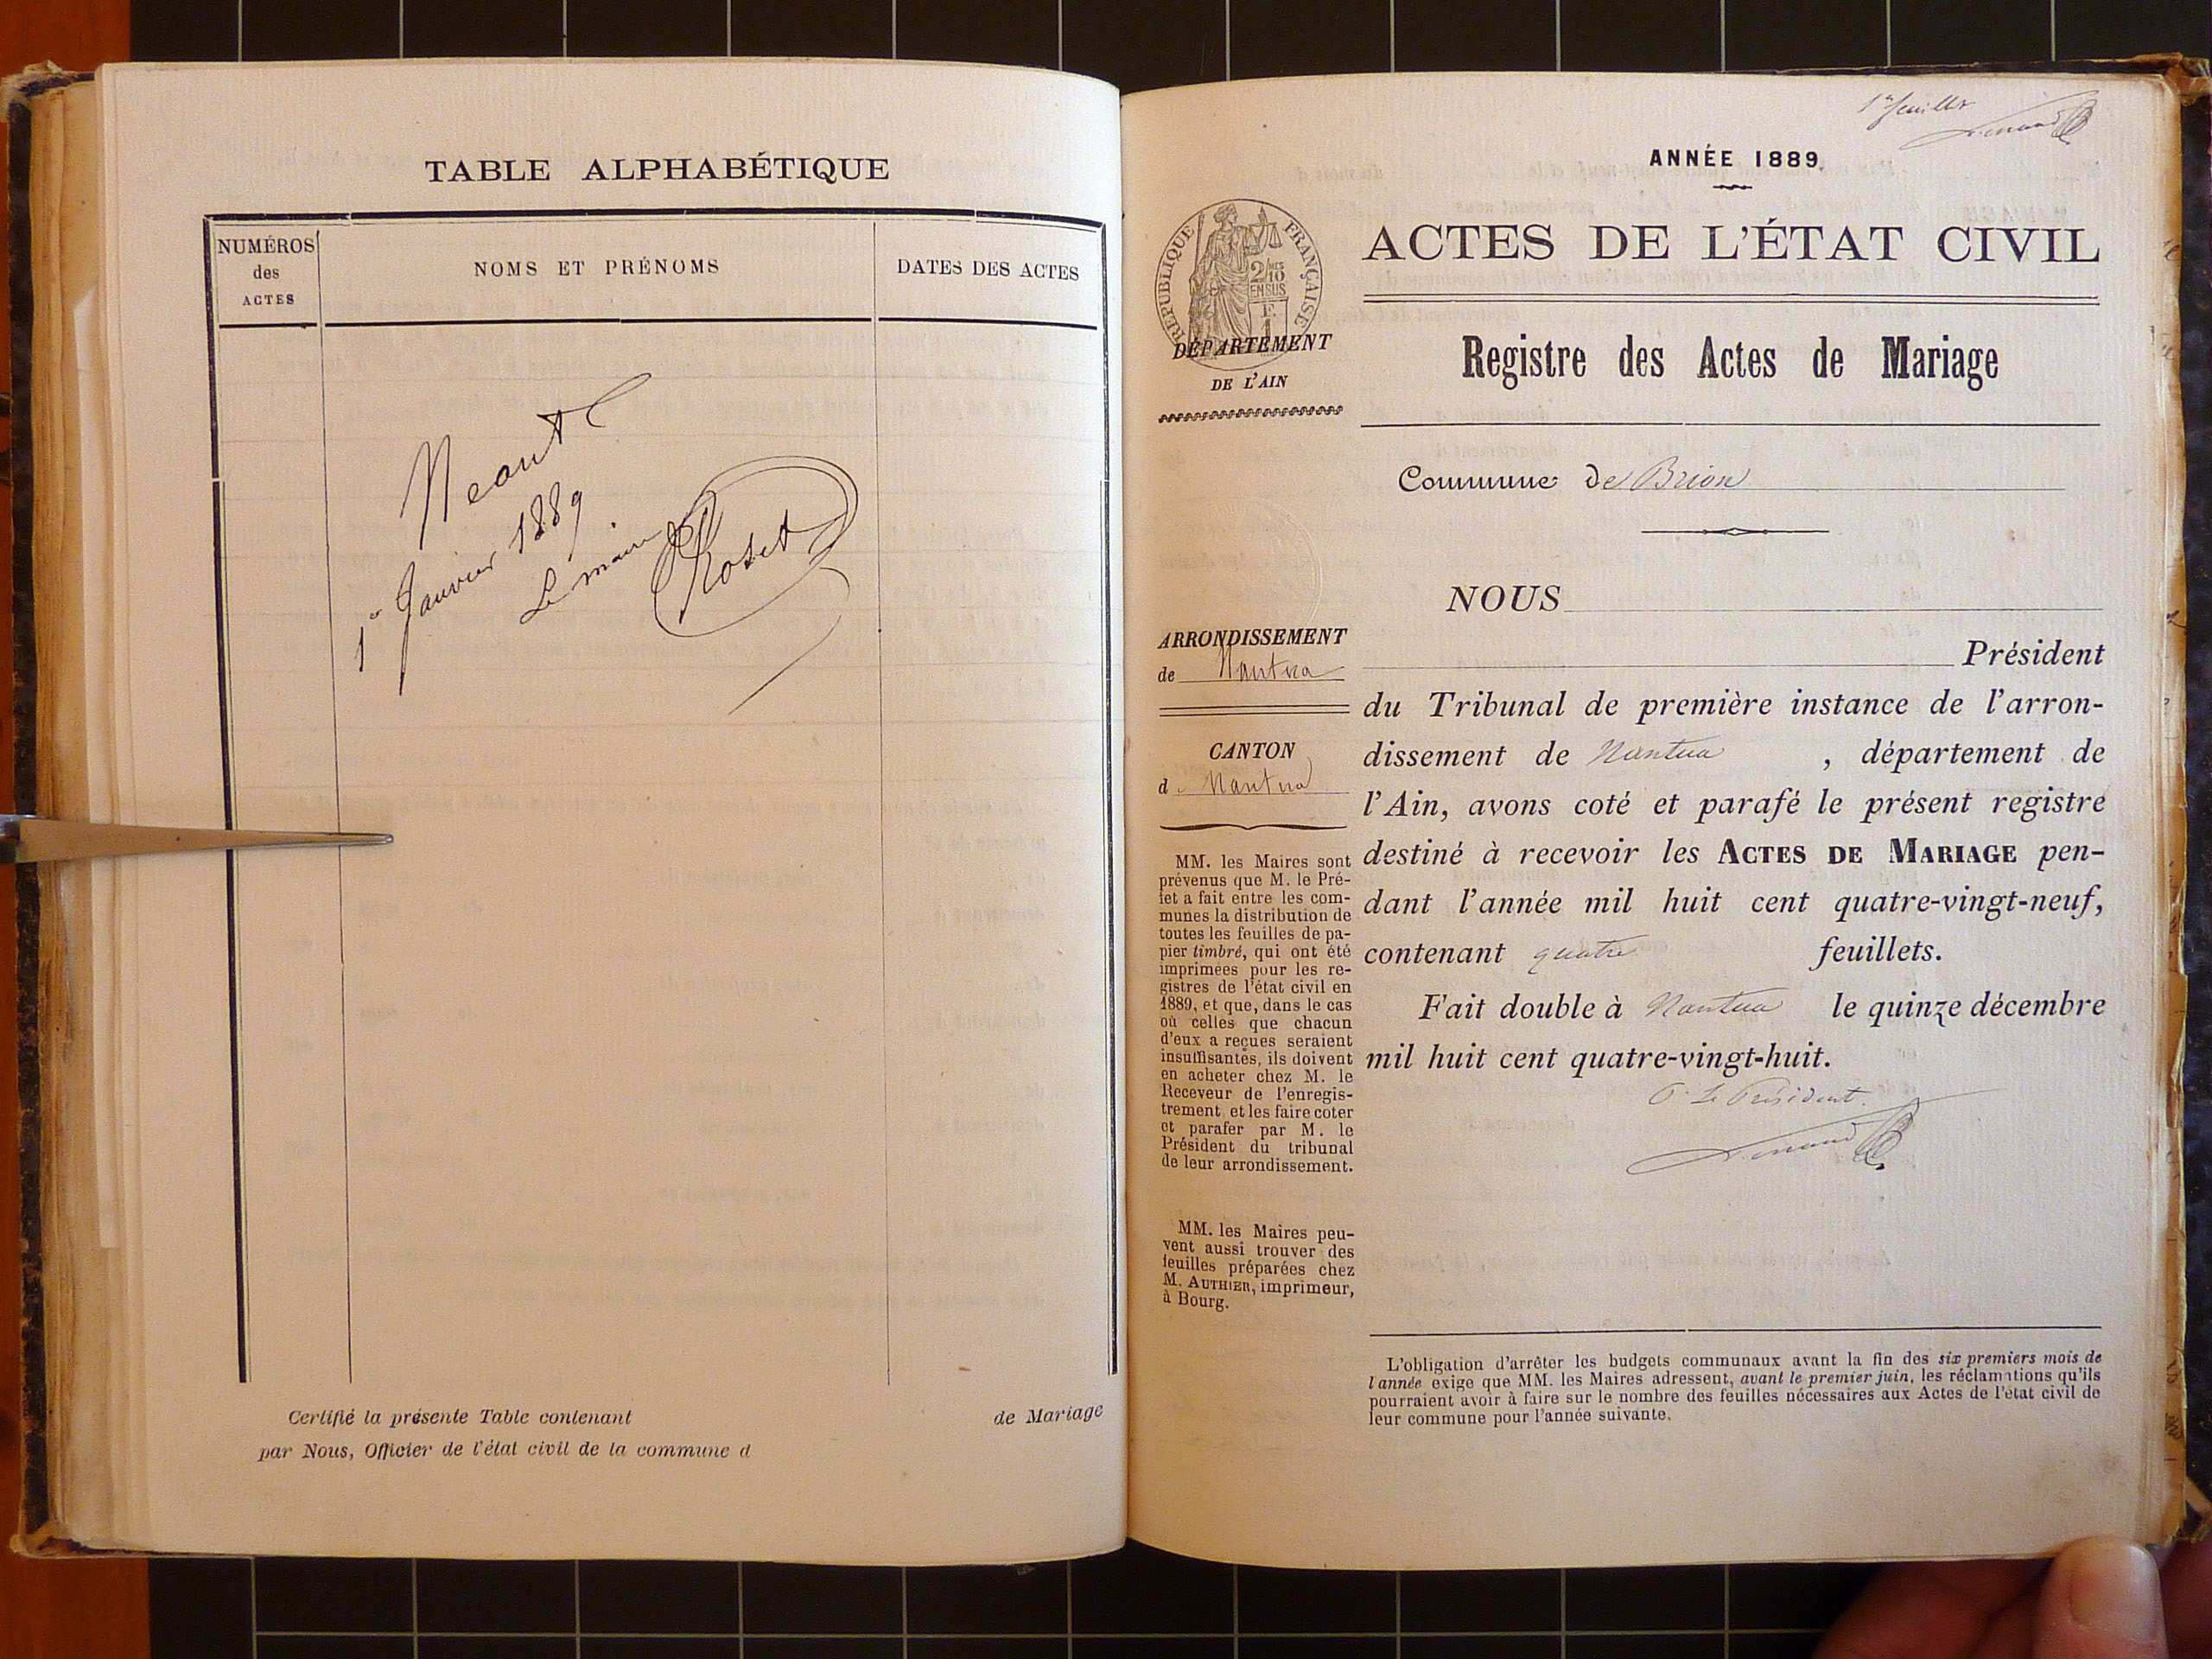 TABLE ALPHABÉTIQUE
NUMÉROS
des
ACTES
NOMS ET PRÉNOMS
DATES DES ACTES
Neant
1er Janvier 1889
Le maire
Roset
Certifié la présente Table contenant de Mariage
par Nous, Officier de l'état civil de la commune d
1er feuillet
ANNÉE 1889
ACTES DE L'ÉTAT CIVIL
Registre des Actes de Mariage
RÉPUBLIQUE FRANÇAISE
2/10
EN SUS
DÉPARTEMENT
DE L'AIN
Commune de Brion
NOUS
Président
ARRONDISSEMENT
de Nantua
CANTON
d. Nantua
du Tribunal de première instance de l'arron-
dissement de Nantua , département de
l'Ain, avons coté et parafé le présent registre
destiné à recevoir les ACTES DE MARIAGE pen-
dant l'année mil huit cent quatre-vingt-neuf,
contenant quatre feuillets.
Fait double à Nantua le quinze décembre
mil huit cent quatre-vingt-huit.
P. Le Président
MM. les Maires sont
prévenus que M. le Pré-
fet a fait entre les com-
munes la distribution de
toutes les feuilles de pa-
pier timbré, qui ont été
imprimées pour les re-
gistres de l'état civil en
1889, et que, dans le cas
où celles que chacun
d'eux a reçues seraient
insuffisantes, ils doivent
en acheter chez M. le
Receveur de l'enregis-
trement et les faire coter
et parafer par M. le
Président du tribunal
de leur arrondissement.
MM. les Maires peu-
vent aussi trouver des
feuilles préparées chez
M. AUTHIER, imprimeur,
à Bourg.
L'obligation d'arrêter les budgets communaux avant la fin des six premiers mois de
l'année exige que MM. les Maires adressent, avant le premier juin, les réclamations qu'ils
pourraient avoir à faire sur le nombre des feuilles nécessaires aux Actes de l'état civil de
leur commune pour l'année suivante.